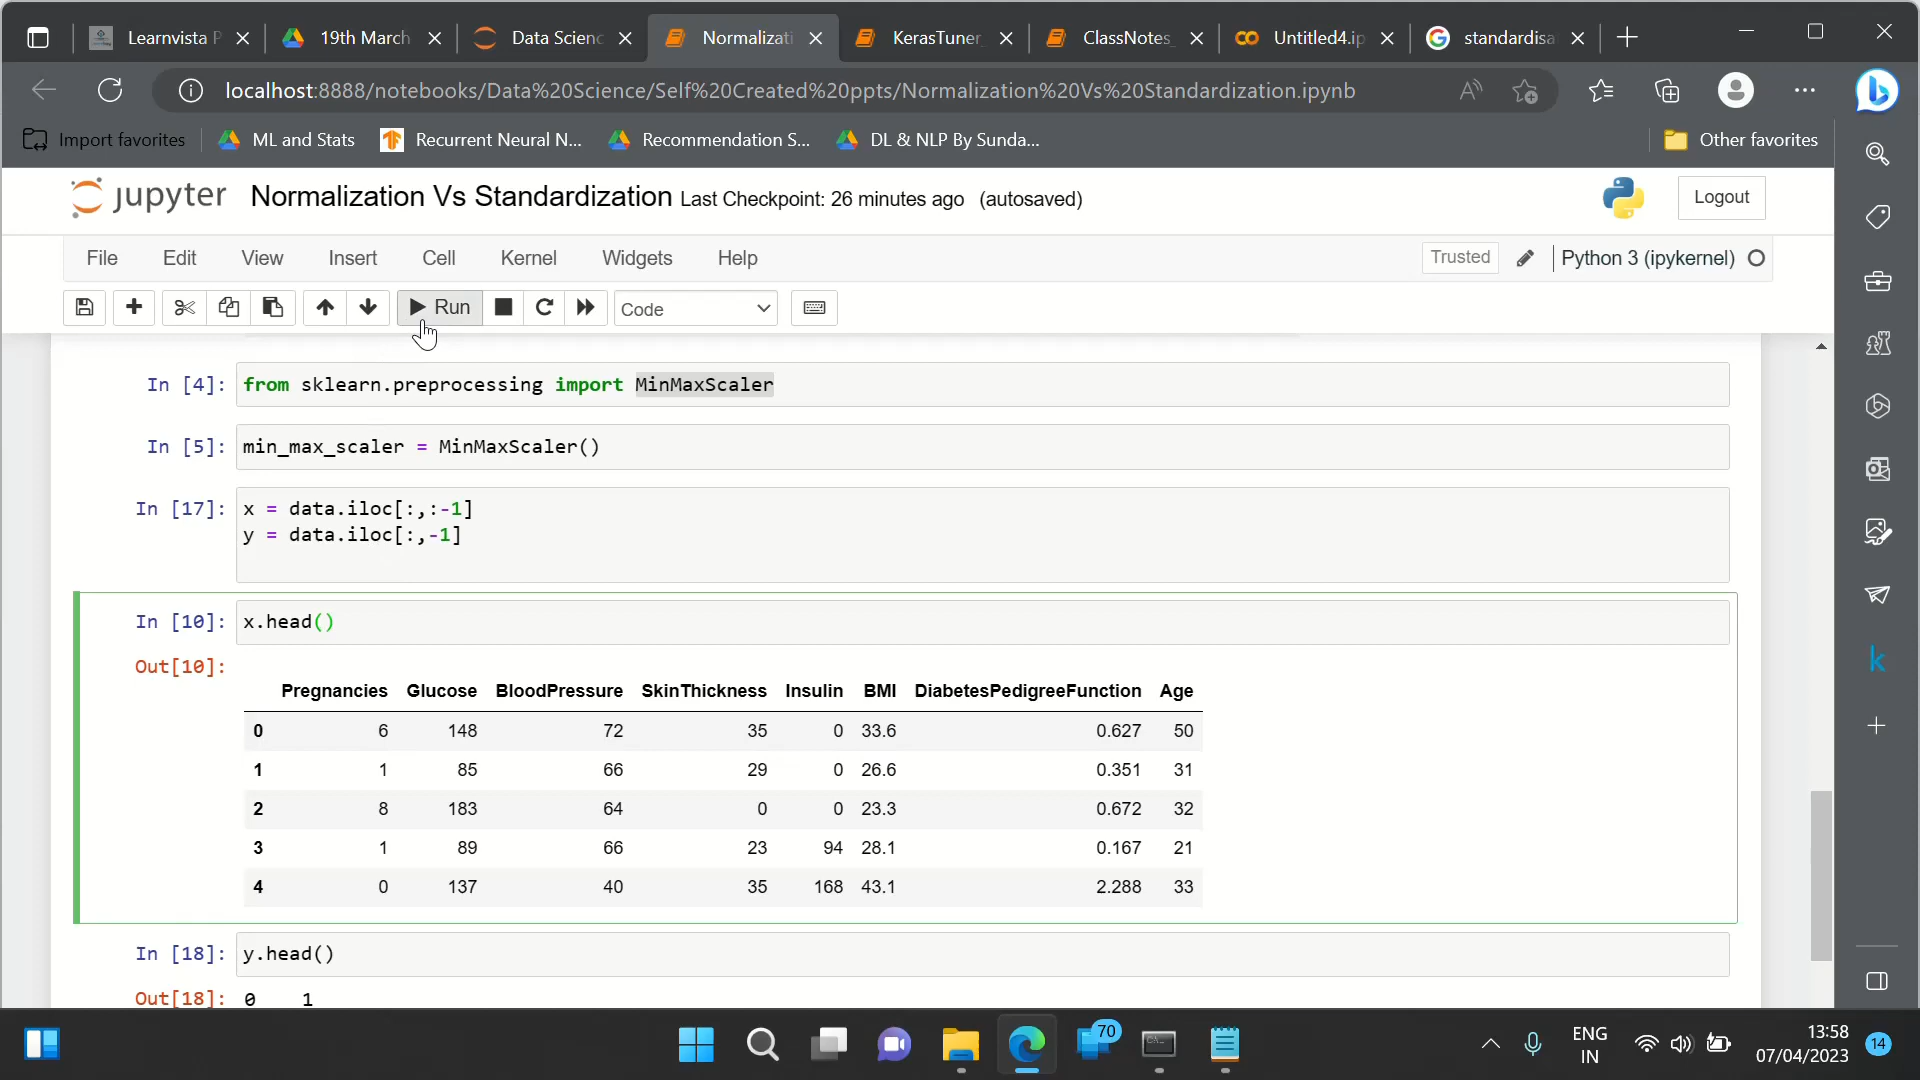 Learnvista P
19th March
Data Scienc
Normalizati
KerasTuner_
ClassNotes_
Untitled4.ip
standardisa
localhost:8888/notebooks/Data%20Science/Self%20Created%20ppts/Normalization%20Vs%20Standardization.ipynb
Import favorites
ML and Stats
Recurrent Neural N...
Recommendation S...
DL & NLP By Sunda...
Other favorites
jupyter Normalization Vs Standardization Last Checkpoint: 26 minutes ago (autosaved)
Logout
File Edit View Insert Cell Kernel Widgets Help
Trusted
Python 3 (ipykernel)
Run
Code
In [4]: from sklearn.preprocessing import MinMaxScaler
In [5]: min_max_scaler = MinMaxScaler()
In [17]: x = data.iloc[:,:-1]
y = data.iloc[:,-1]
In [10]: x.head()
Out[10]:
Pregnancies Glucose BloodPressure SkinThickness Insulin BMI DiabetesPedigreeFunction Age
0 6 148 72 35 0 33.6 0.627 50
1 1 85 66 29 0 26.6 0.351 31
2 8 183 64 0 0 23.3 0.672 32
3 1 89 66 23 94 28.1 0.167 21
4 0 137 40 35 168 43.1 2.288 33
In [18]: y.head()
Out[18]: 0 1
70
ENG
IN
13:58
07/04/2023
14